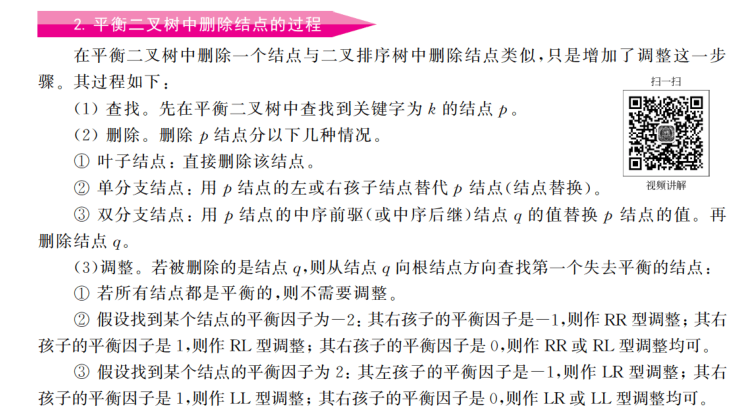 2. 平衡二叉树中删除结点的过程
在平衡二叉树中删除一个结点与二叉排序树中删除结点类似,只是增加了调整这一步
骤。其过程如下:
扫一扫
(1) 查找。先在平衡二叉树中查找到关键字为 k 的结点 p。
(2) 删除。删除 p 结点分以下几种情况。
① 叶子结点:直接删除该结点。
② 单分支结点:用 p 结点的左或右孩子结点替代 p 结点(结点替换)。
视频讲解
③ 双分支结点:用 p 结点的中序前驱(或中序后继)结点 q 的值替换 p 结点的值。再
删除结点 q。
(3)调整。若被删除的是结点 q,则从结点 q 向根结点方向查找第一个失去平衡的结点:
① 若所有结点都是平衡的,则不需要调整。
② 假设找到某个结点的平衡因子为-2:其右孩子的平衡因子是-1,则作 RR 型调整;其右
孩子的平衡因子是 1,则作 RL 型调整;其右孩子的平衡因子是 0,则作 RR 或 RL 型调整均可。
③ 假设找到某个结点的平衡因子为 2:其左孩子的平衡因子是-1,则作 LR 型调整;其右
孩子的平衡因子是 1,则作 LL 型调整;其右孩子的平衡因子是 0,则作 LR 或 LL 型调整均可。